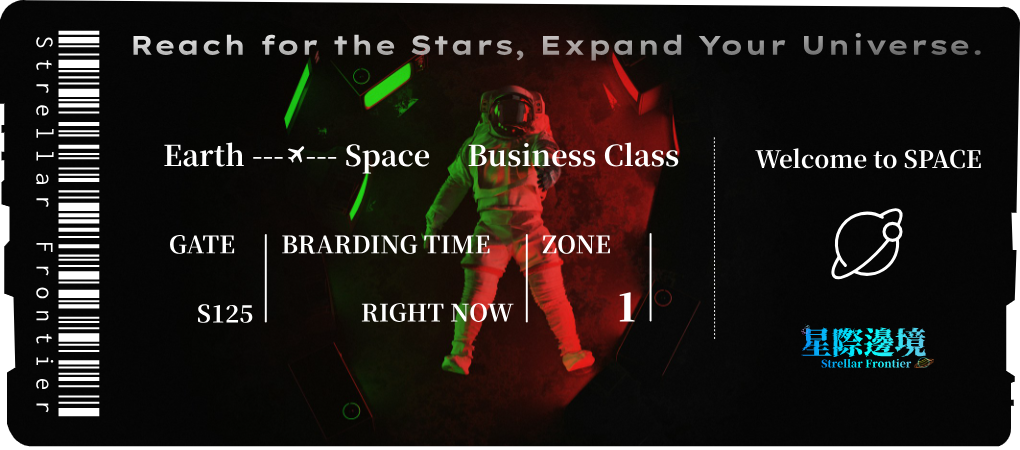 Reach for the Stars, Expand Your Universe.
Strellar Frontier
Earth ---✈--- Space
Business Class
GATE
S125
BRARDING TIME
RIGHT NOW
ZONE
1
Welcome to SPACE
星際邊境
Strellar Frontier